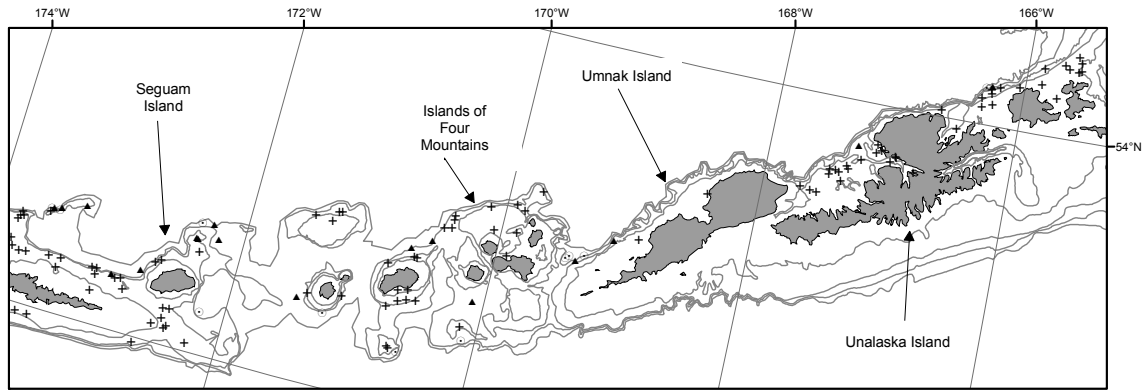 174°W
172°W
170°W
168°W
166°W
Seguam
Island
Islands of
Four
Mountains
Umnak Island
54°N
Unalaska Island